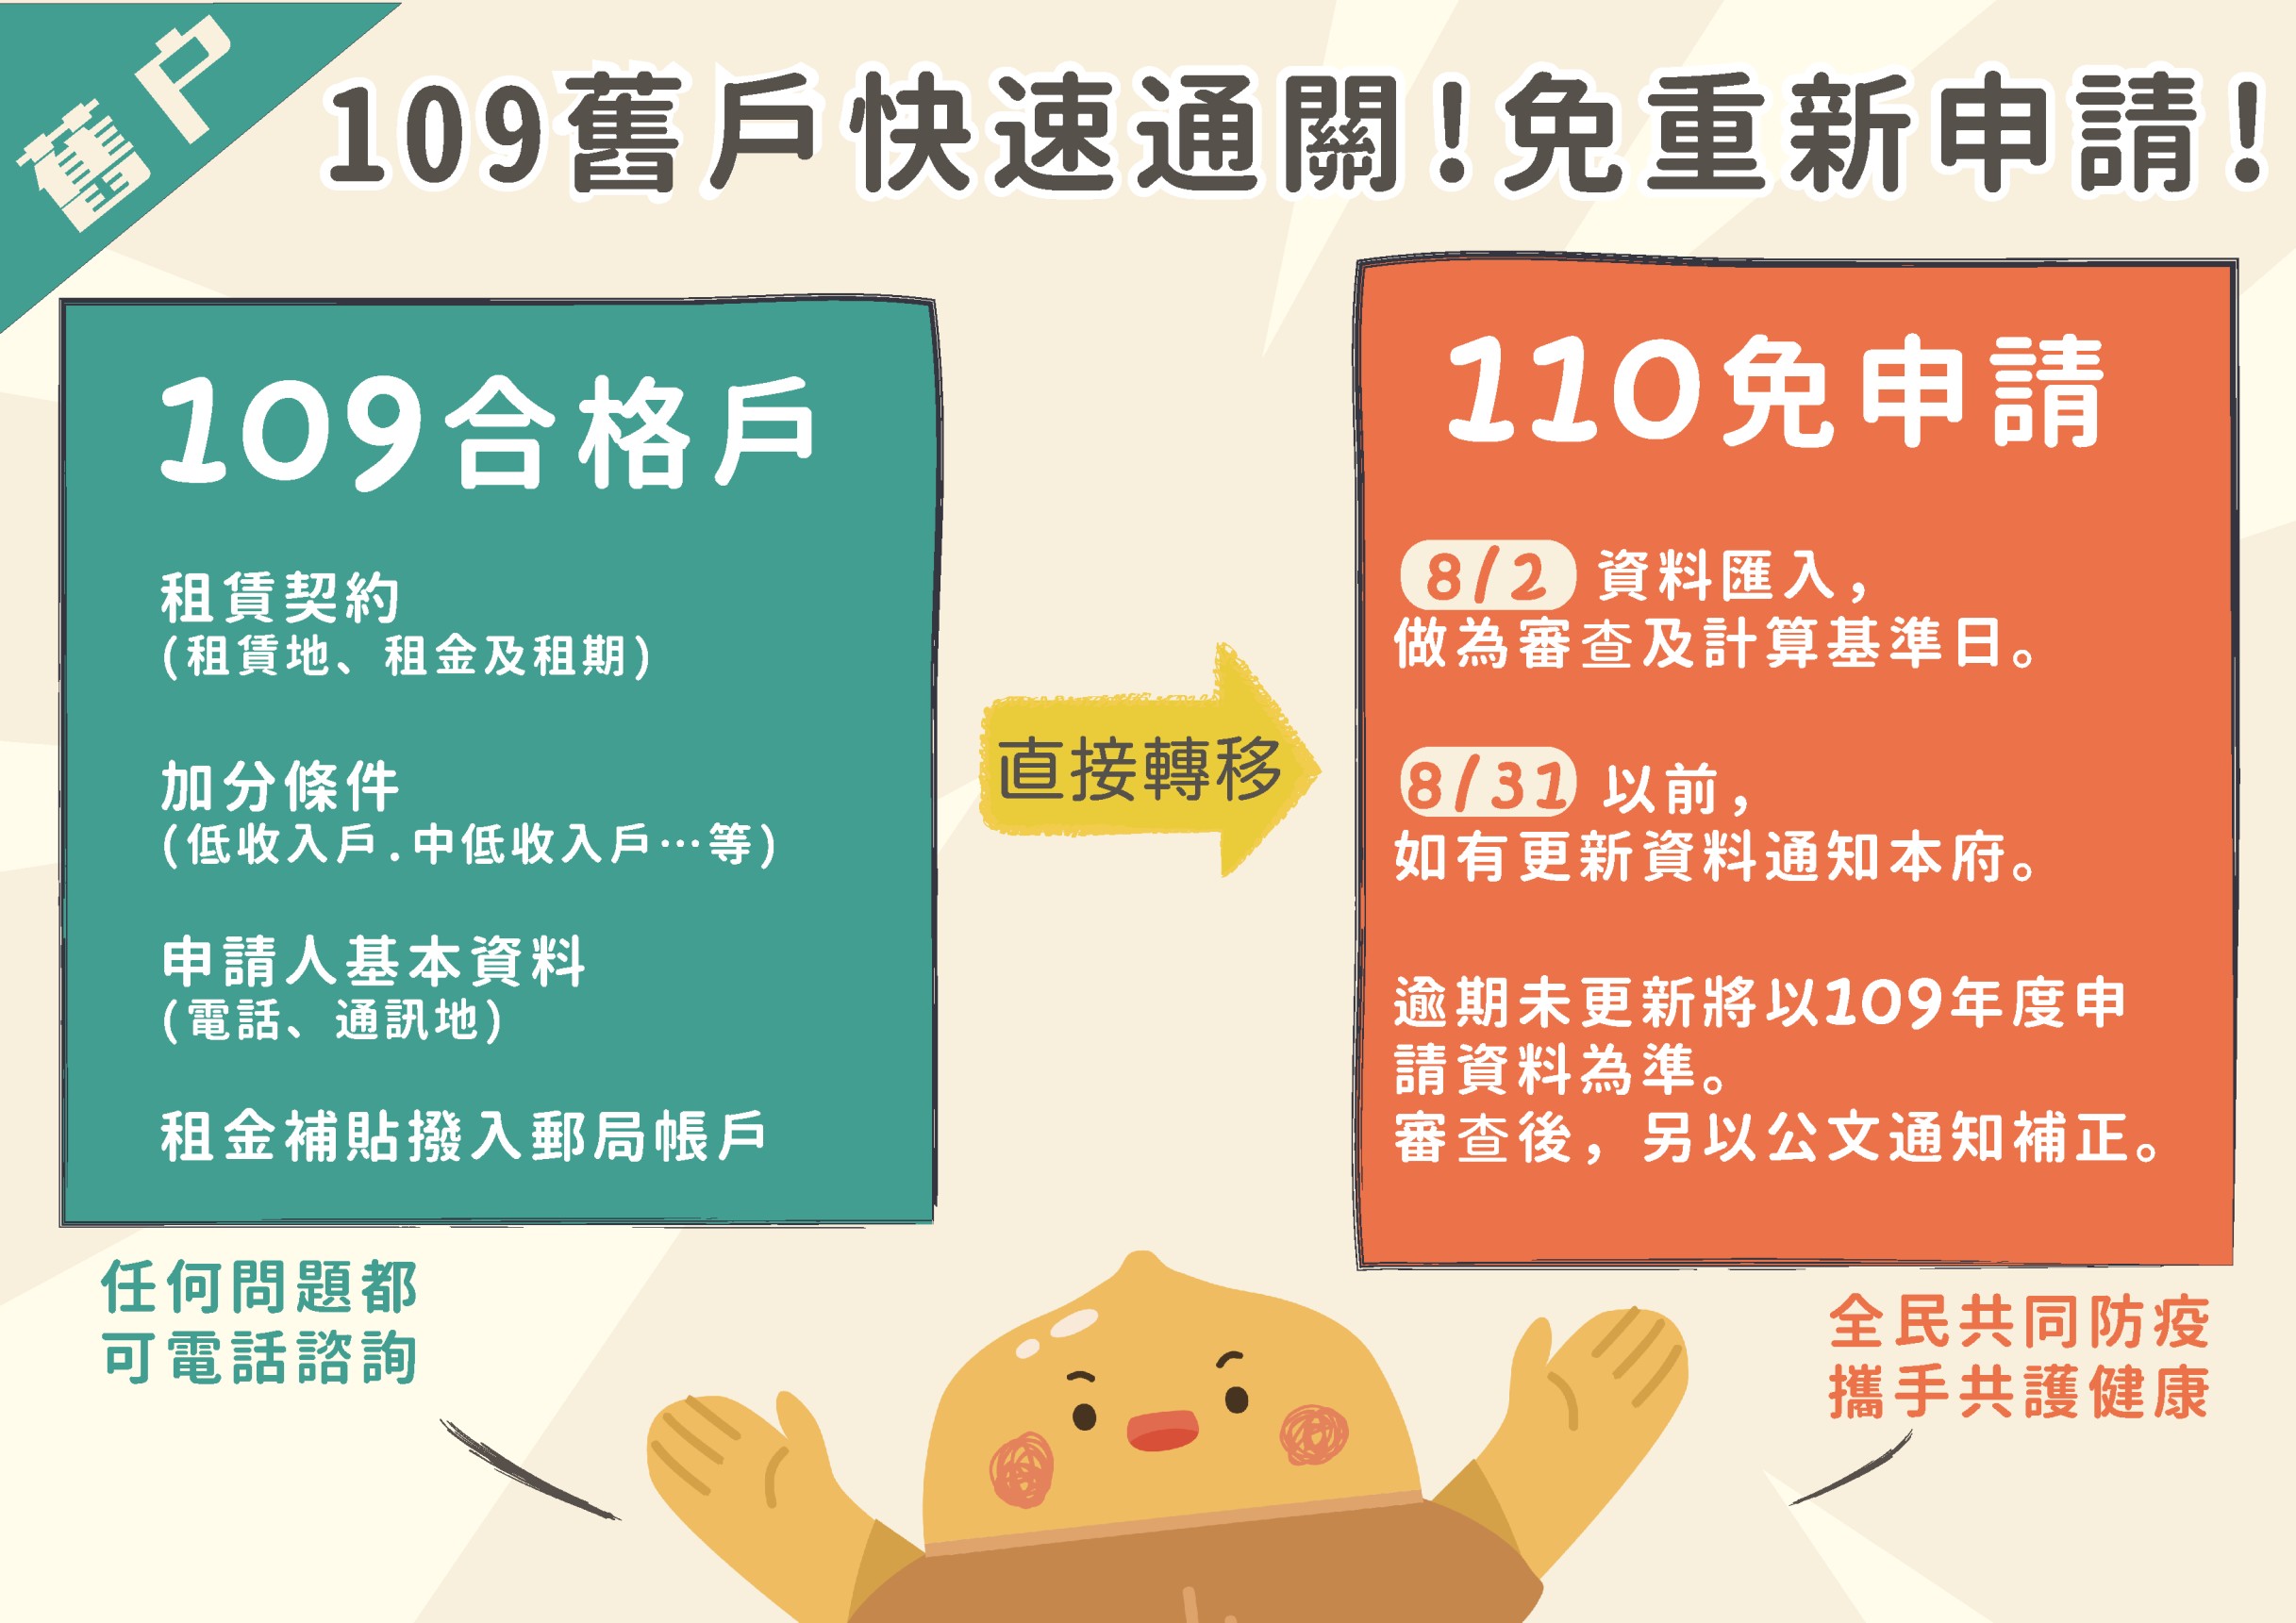 舊戶
109舊戶快速通關!免重新申請!
109合格戶
租賃契約
(租賃地、租金及租期)
加分條件
(低收入戶.中低收入戶…等)
申請人基本資料
(電話、通訊地)
租金補貼撥入郵局帳戶
直接轉移
110免申請
8/2 資料匯入,
做為審查及計算基準日。
8/31 以前,
如有更新資料通知本府。
逾期未更新將以109年度申
請資料為準。
審查後,另以公文通知補正。
任何問題都
可電話諮詢
全民共同防疫
攜手共護健康